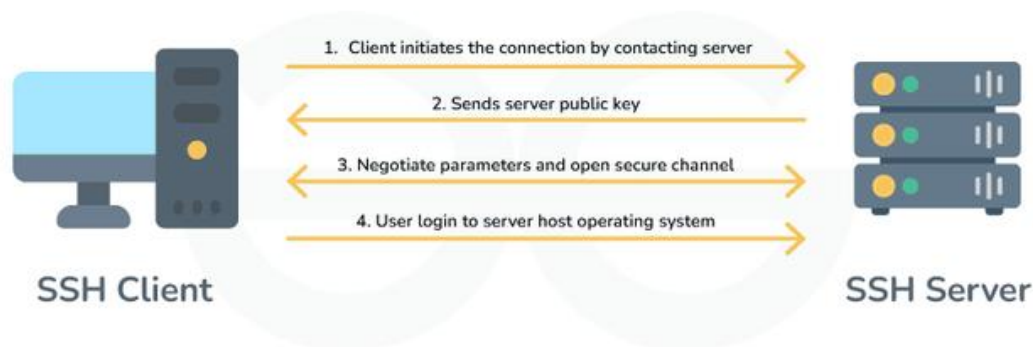 1. Client initiates the connection by contacting server
2. Sends server public key
3. Negotiate parameters and open secure channel
4. User login to server host operating system
SSH Client
SSH Server